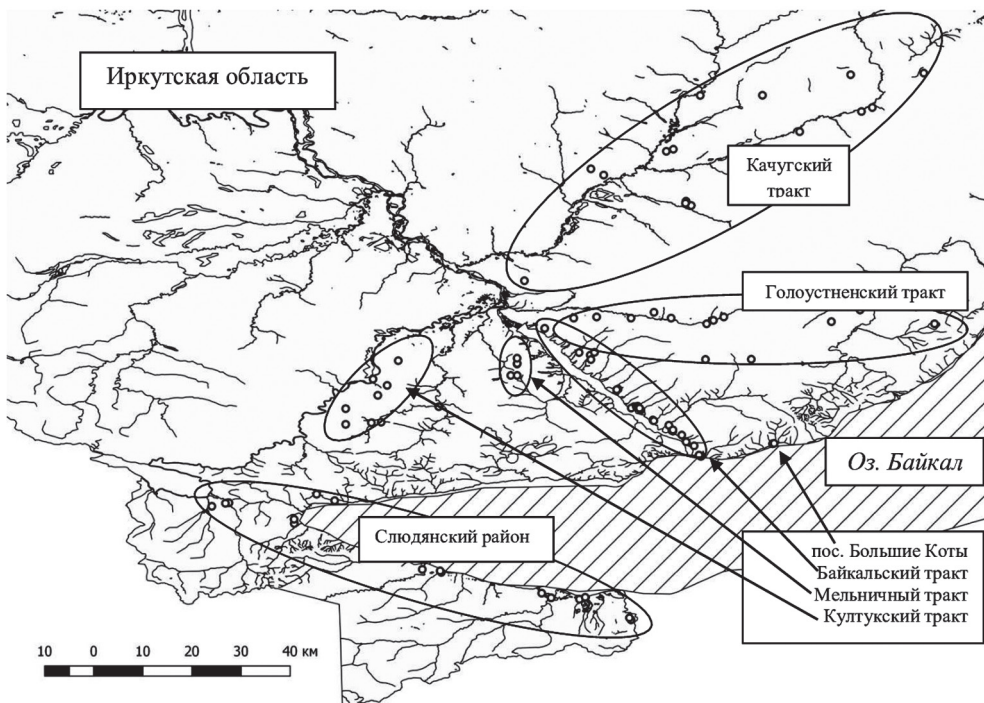 Иркутская область
Качугский
тракт
Голоустненский тракт
Оз. Байкал
Слюдянский район
пос. Большие Коты
Байкальский тракт
Мельничный тракт
Култукский тракт
10 0 10 20 30 40 км